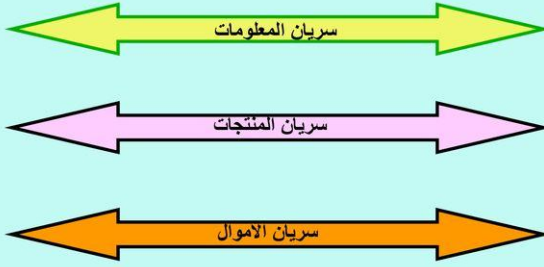 سريان المعلومات
سريان المنتجات
سريان الاموال